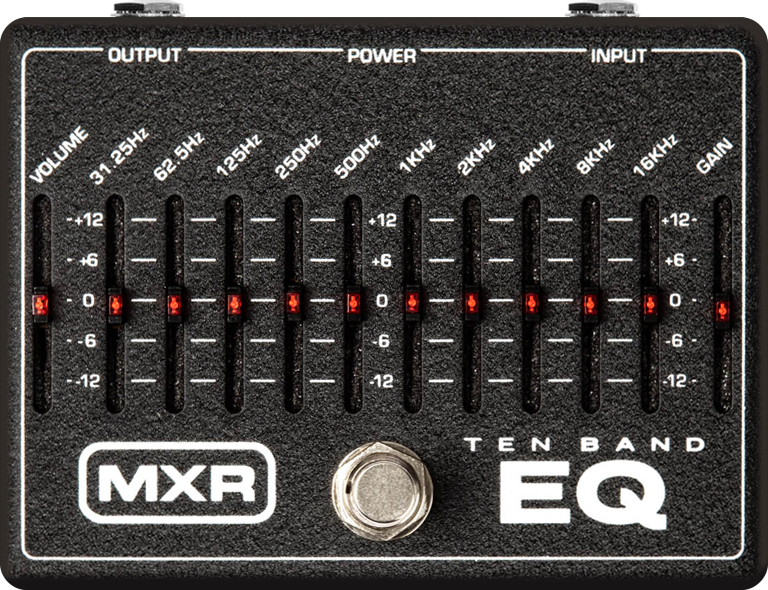 OUTPUT POWER INPUT
VOLUME 31.25Hz 62.5Hz 125Hz 250Hz 500Hz 1KHz 2KHz 4KHz 8KHz 16KHz GAIN
-+12 +12 +12-
+6 +6 +6
0 0 0
-6 -6 -6
--12 -12 -12-
MXR
TEN BAND
EQ